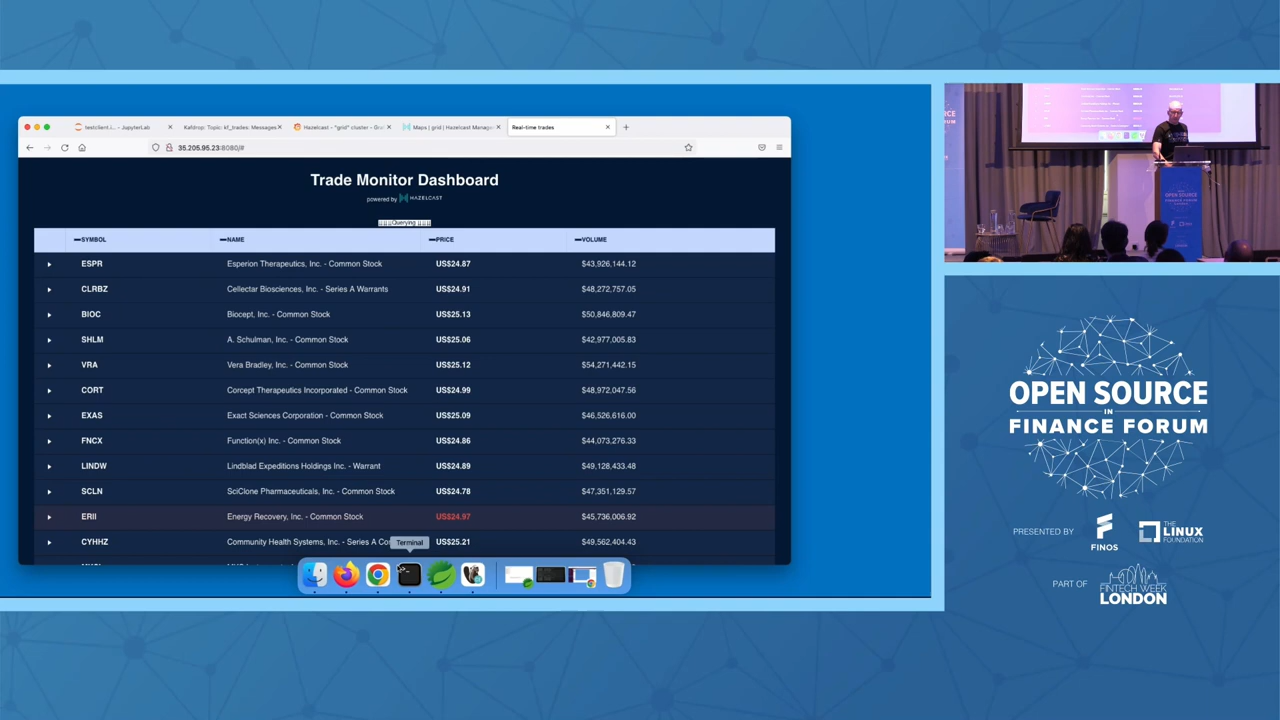 testclient.i... - JupyterLab
Kafdrop: Topic: kf_trades: Messages
Hazelcast - "grid" cluster - Gra
Maps | grid | Hazelcast Manage
Real-time trades
35.205.95.23:8080/#
Trade Monitor Dashboard
powered by HAZELCAST
Querying
SYMBOL NAME PRICE VOLUME
ESPR Esperion Therapeutics, Inc. - Common Stock US$24.87 $43,926,144.12
CLRBZ Cellectar Biosciences, Inc. - Series A Warrants US$24.91 $48,272,757.05
BIOC Biocept, Inc. - Common Stock US$25.13 $50,846,809.47
SHLM A. Schulman, Inc. - Common Stock US$25.06 $42,977,005.83
VRA Vera Bradley, Inc. - Common Stock US$25.12 $54,271,442.15
CORT Corcept Therapeutics Incorporated - Common Stock US$24.99 $48,972,047.56
EXAS Exact Sciences Corporation - Common Stock US$25.09 $46,526,616.00
FNCX Function(x) Inc. - Common Stock US$24.86 $44,073,276.33
LINDW Lindblad Expeditions Holdings Inc. - Warrant US$24.89 $49,128,433.48
SCLN SciClone Pharmaceuticals, Inc. - Common Stock US$24.78 $47,351,129.57
ERII Energy Recovery, Inc. - Common Stock US$24.97 $45,736,006.92
CYHHZ Community Health Systems, Inc. - Series A US$25.21 $49,562,404.43
Terminal
OPEN SOURCE
IN
FINANCE FORUM
PRESENTED BY
FINOS
THE LINUX FOUNDATION
PART OF
FINTECH WEEK
LONDON